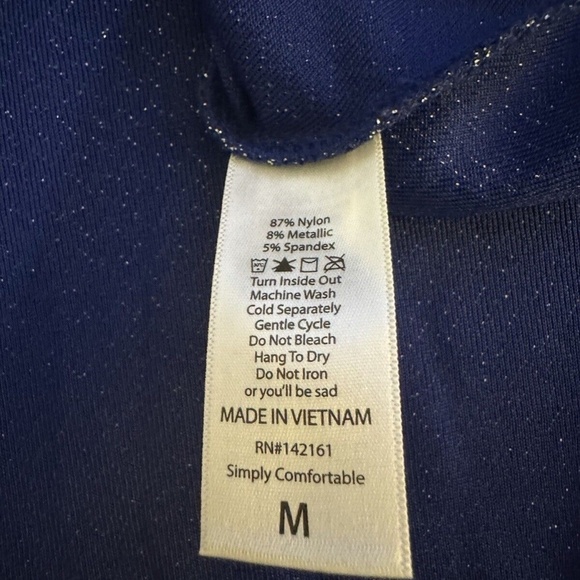 87% Nylon
8% Metallic
5% Spandex
Turn Inside Out
Machine Wash
Cold Separately
Gentle Cycle
Do Not Bleach
Hang To Dry
Do Not Iron
or you'll be sad
MADE IN VIETNAM
RN#142161
Simply Comfortable
M